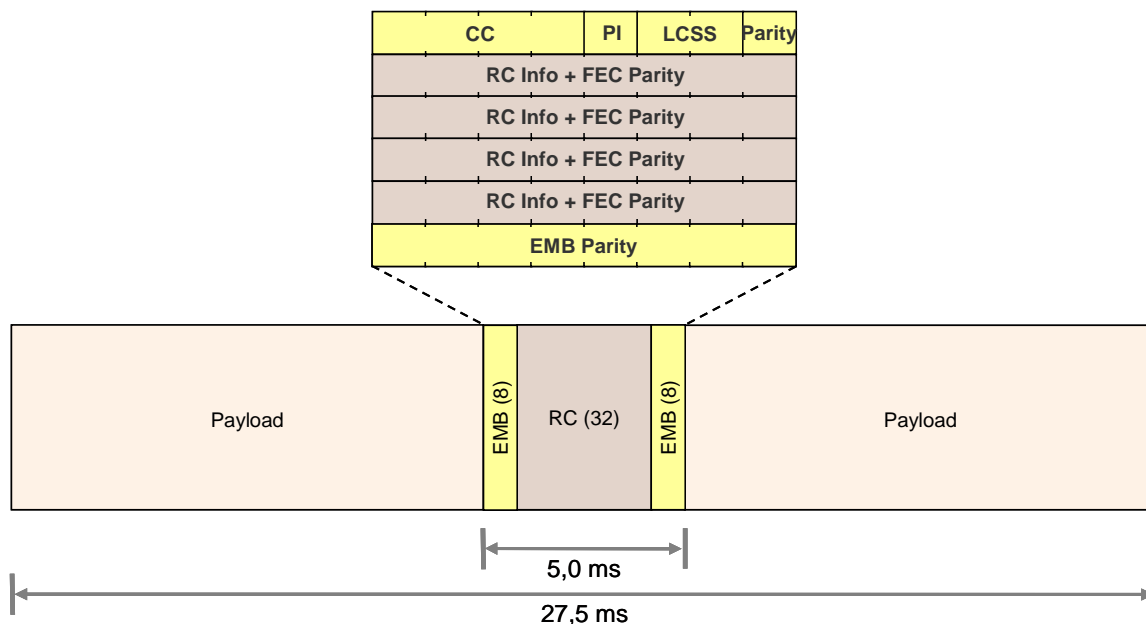 CC PI LCSS Parity
RC Info + FEC Parity
RC Info + FEC Parity
RC Info + FEC Parity
RC Info + FEC Parity
EMB Parity
Payload EMB (8) RC (32) EMB (8) Payload
5,0 ms
27,5 ms